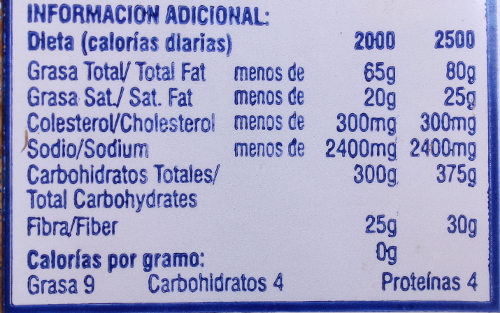 INFORMACION ADICIONAL:
Dieta (calorías diarias) 2000 2500
Grasa Total/ Total Fat menos de 65g 80g
Grasa Sat./ Sat. Fat menos de 20g 25g
Colesterol/Cholesterol menos de 300mg 300mg
Sodio/Sodium menos de 2400mg 2400mg
Carbohidratos Totales/ 300g 375g
Total Carbohydrates
Fibra/Fiber 25g 30g
0g
Calorías por gramo:
Grasa 9 Carbohidratos 4 Proteínas 4